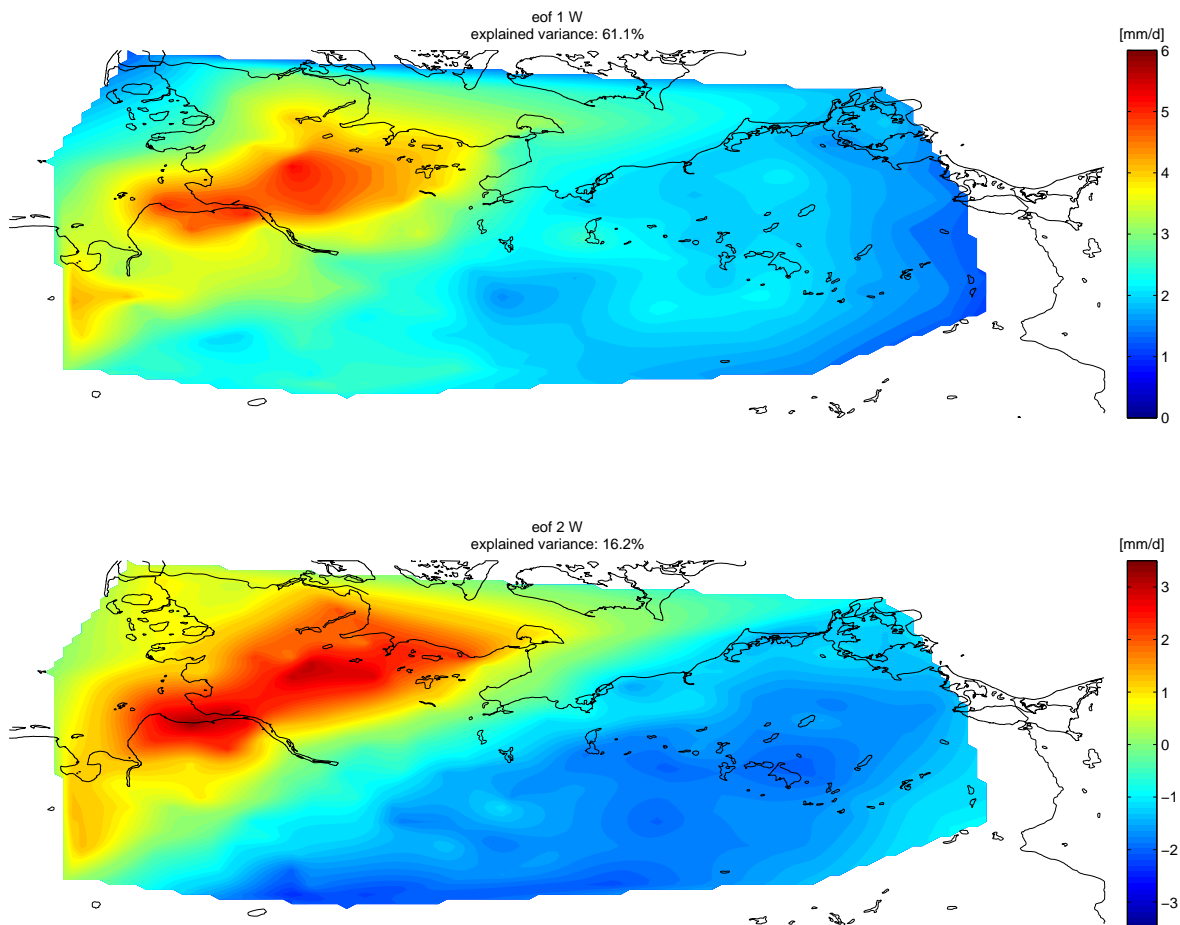 eof 1 W
explained variance: 61.1%
[mm/d]
6
5
4
3
2
1
0
eof 2 W
explained variance: 16.2%
[mm/d]
3
2
1
0
−1
−2
−3